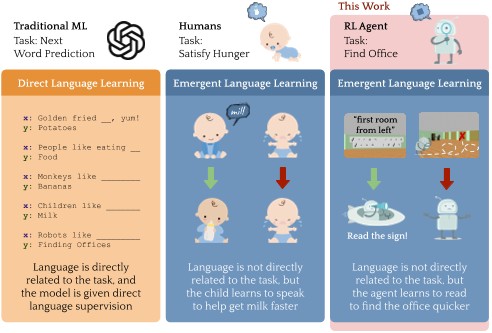 This Work
Traditional ML
Task: Next
Word Prediction
Humans
Task:
Satisfy Hunger
RL Agent
Task:
Find Office
Direct Language Learning
Emergent Language Learning
Emergent Language Learning
x: Golden fried __, yum!
y: Potatoes
x: People like eating __
y: Food
x: Monkeys like _______
y: Bananas
x: Children like _______
y: Milk
x: Robots like _________
y: Finding Offices
Language is directly
related to the task, and
the model is given direct
language supervision
Language is not directly
related to the task, but
the child learns to speak
to help get milk faster
"first room
from left"
Read the sign!
Language is not directly
related to the task, but
the agent learns to read
to find the office quicker